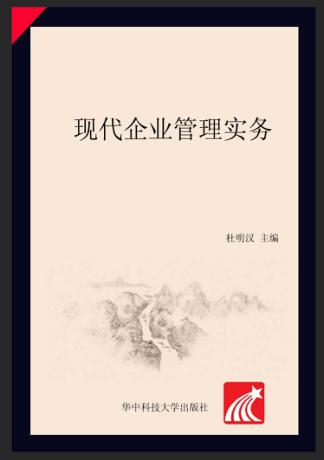 现代企业管理实务
杜明汉 主编
华中科技大学出版社